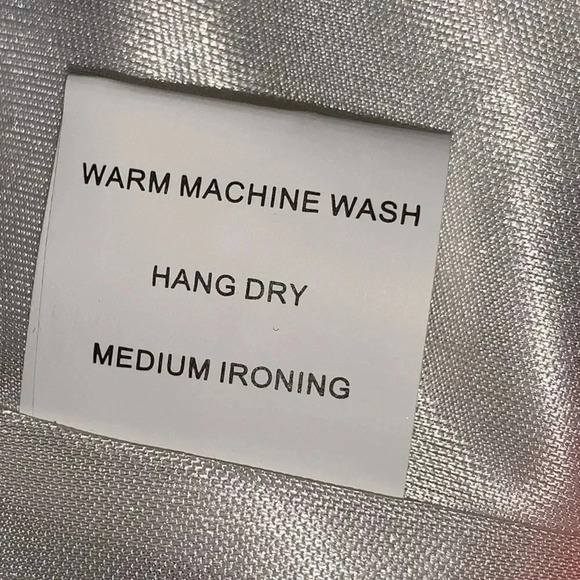 WARM MACHINE WASH
HANG DRY
MEDIUM IRONING